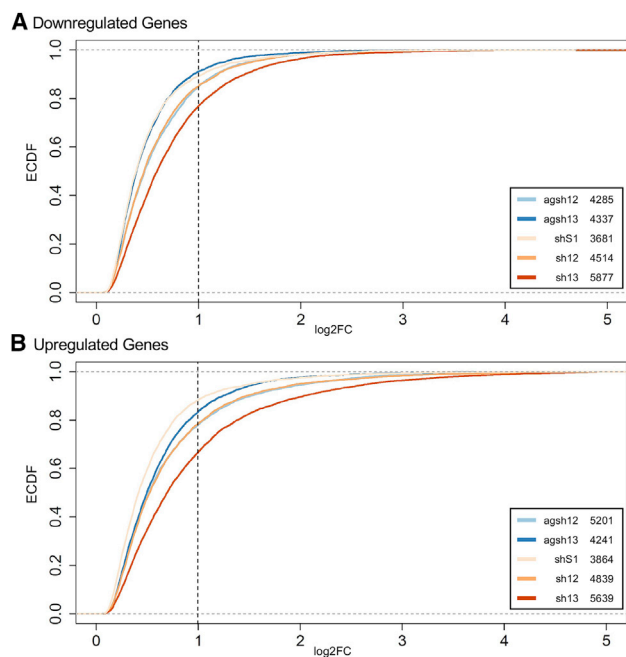 A Downregulated Genes
1.0
0.8
0.6
0.4
0.2
0.0
ECDF
agsh12 4285
agsh13 4337
shS1 3681
sh12 4514
sh13 5877
0 1 2 3 4 5
log2FC
B Upregulated Genes
1.0
0.8
0.6
0.4
0.2
0.0
ECDF
agsh12 5201
agsh13 4241
shS1 3864
sh12 4839
sh13 5639
0 1 2 3 4 5
log2FC